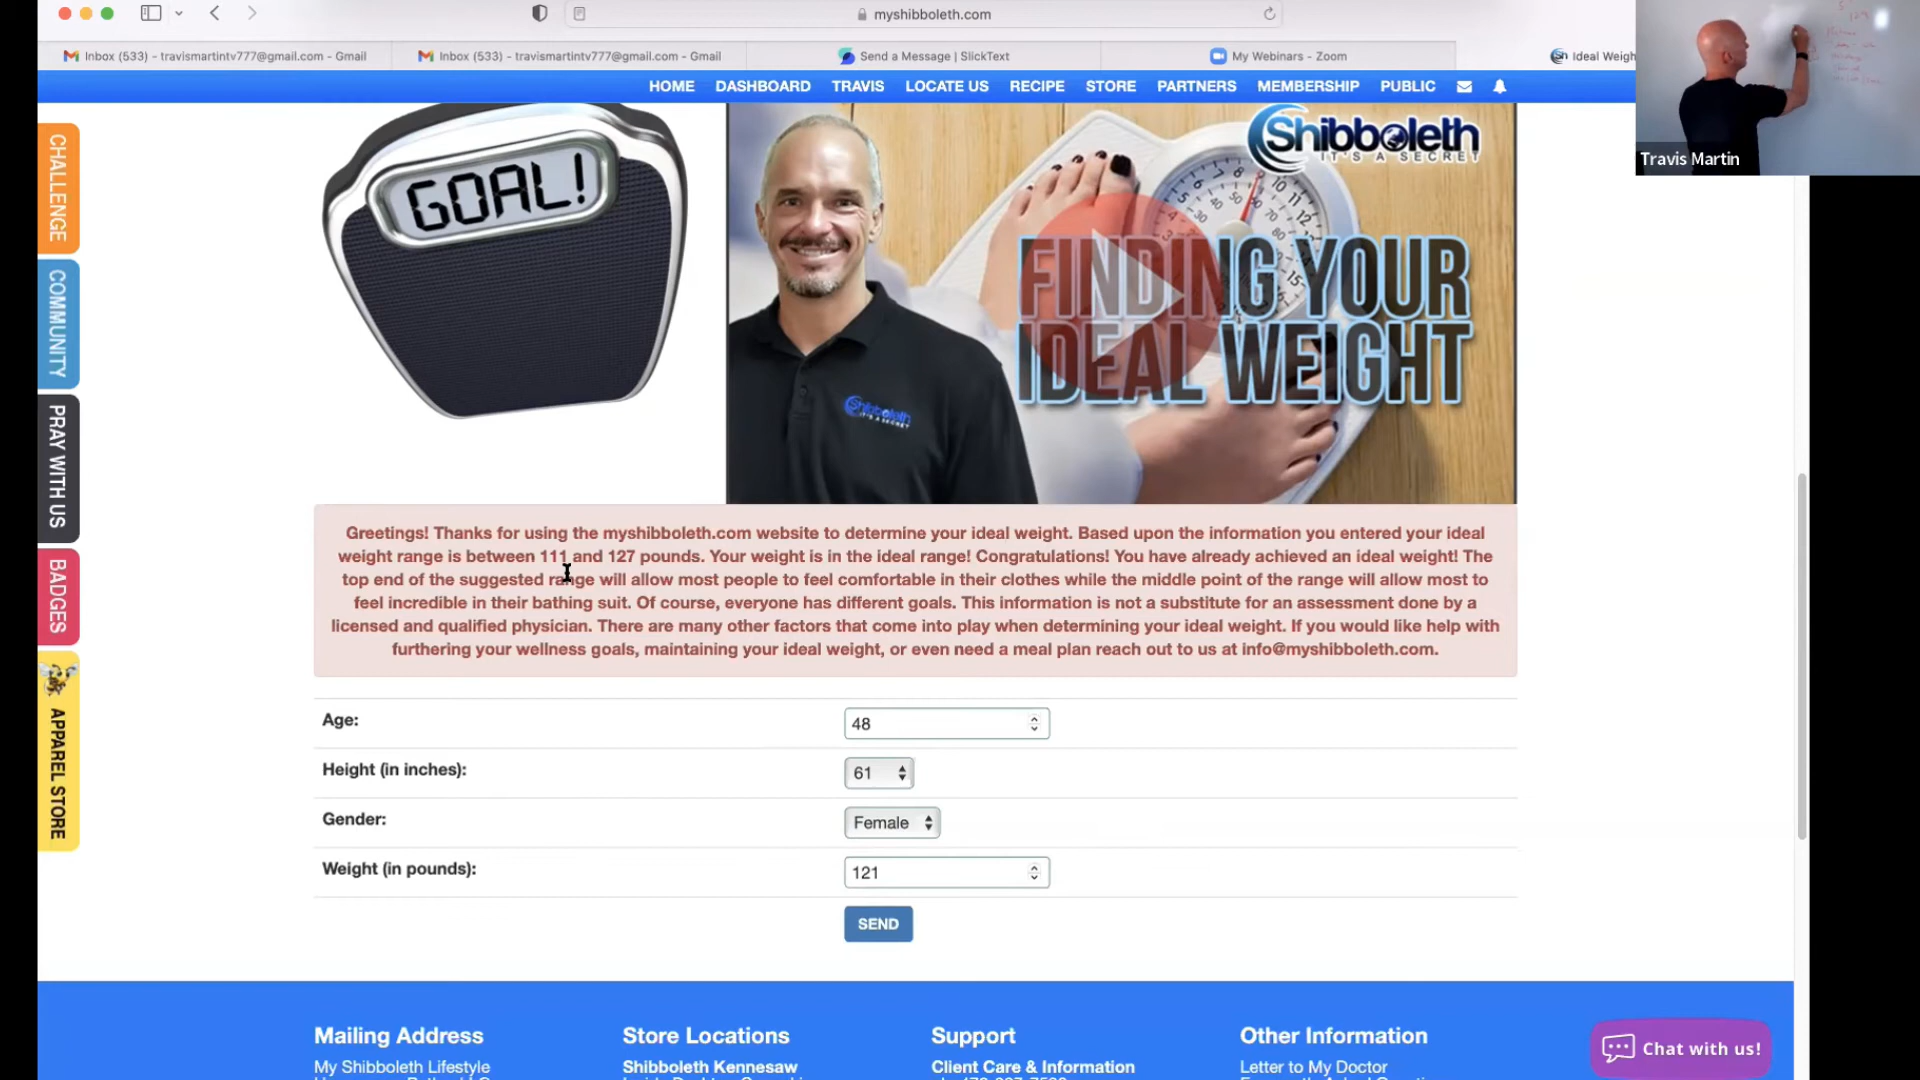 myshibboleth.com
Inbox (533) - travismartintv777@gmail.com - Gmail
Inbox (533) - travismartintv777@gmail.com - Gmail
Send a Message | SlickText
My Webinars - Zoom
Ideal Weigh
HOME DASHBOARD TRAVIS LOCATE US RECIPE STORE PARTNERS MEMBERSHIP PUBLIC
Travis Martin
CHALLENGE
COMMUNITY
PRAY WITH US
BADGES
APPAREL STORE
GOAL!
Shibboleth
IT'S A SECRET
FINDING YOUR
IDEAL WEIGHT
Shibboleth
IT'S A SECRET
Greetings! Thanks for using the myshibboleth.com website to determine your ideal weight. Based upon the information you entered your ideal
weight range is between 111 and 127 pounds. Your weight is in the ideal range! Congratulations! You have already achieved an ideal weight! The
top end of the suggested range will allow most people to feel comfortable in their clothes while the middle point of the range will allow most to
feel incredible in their bathing suit. Of course, everyone has different goals. This information is not a substitute for an assessment done by a
licensed and qualified physician. There are many other factors that come into play when determining your ideal weight. If you would like help with
furthering your wellness goals, maintaining your ideal weight, or even need a meal plan reach out to us at info@myshibboleth.com.
Age: 48
Height (in inches): 61
Gender: Female
Weight (in pounds): 121
SEND
Mailing Address
My Shibboleth Lifestyle
Store Locations
Shibboleth Kennesaw
Support
Client Care & Information
Other Information
Letter to My Doctor
Chat with us!